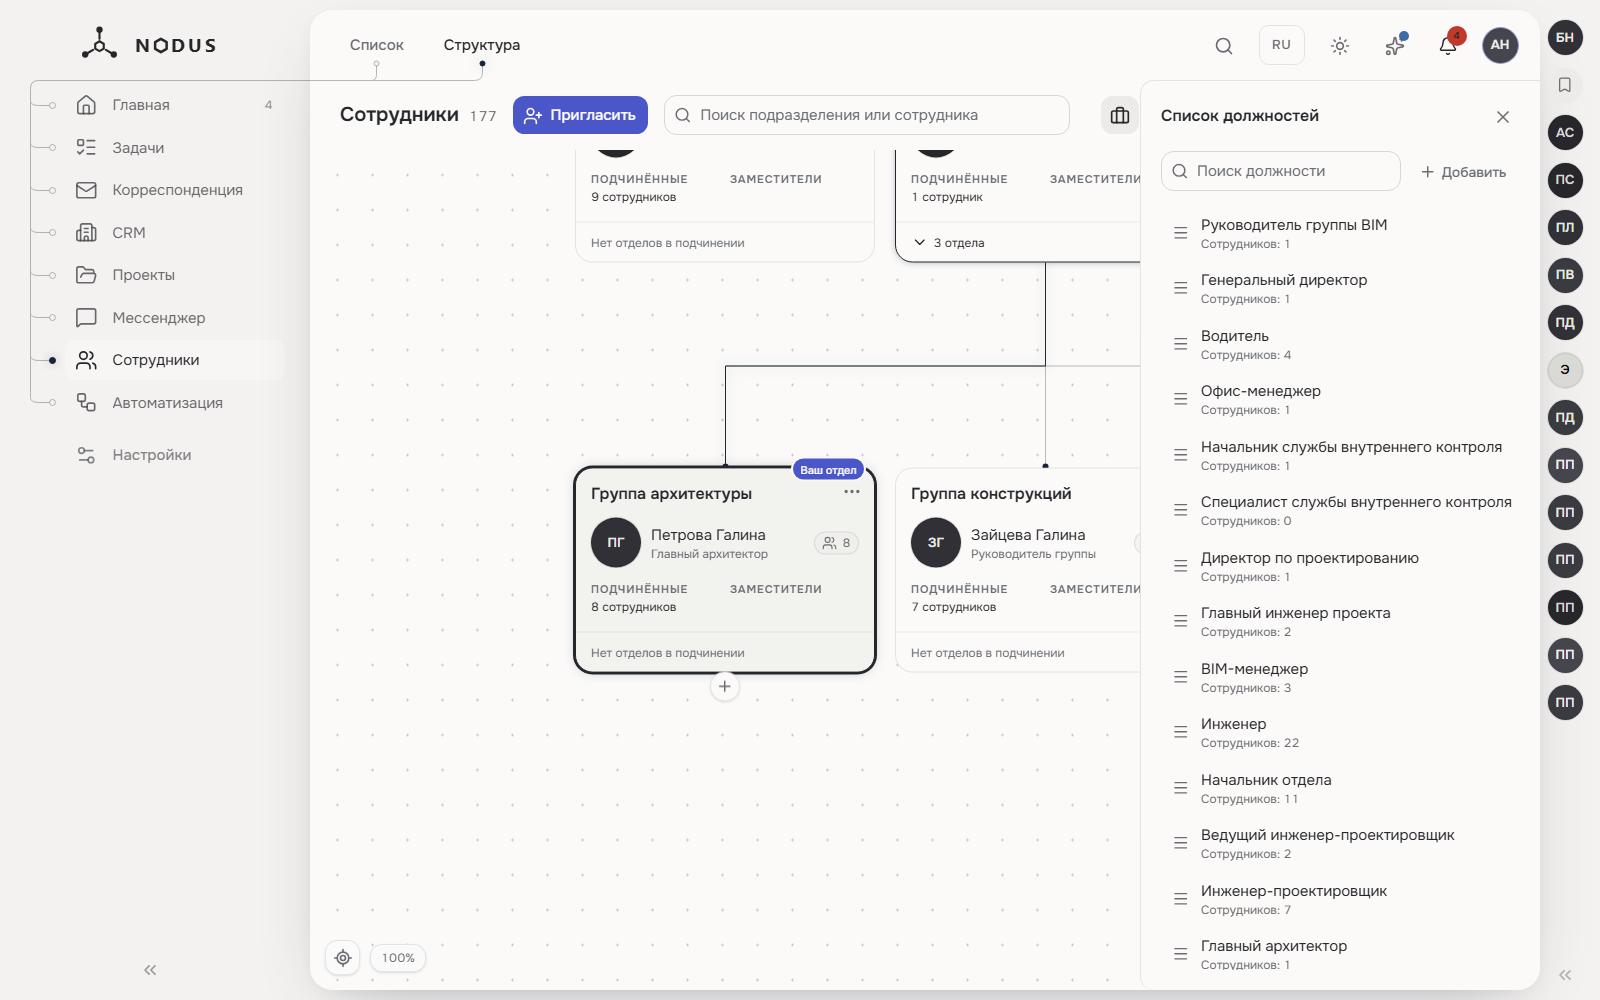 NODUS
Главная 4
Задачи
Корреспонденция
CRM
Проекты
Мессенджер
Сотрудники
Автоматизация
Настройки
Список
Структура
RU
4
АН
Сотрудники 177
Пригласить
Поиск подразделения или сотрудника
ПОДЧИНЁННЫЕ ЗАМЕСТИТЕЛИ
9 сотрудников
Нет отделов в подчинении
ПОДЧИНЁННЫЕ ЗАМЕСТИТЕЛИ
1 сотрудник
3 отдела
Ваш отдел
Группа архитектуры
ПГ
Петрова Галина
Главный архитектор
8
ПОДЧИНЁННЫЕ ЗАМЕСТИТЕЛИ
8 сотрудников
Нет отделов в подчинении
Группа конструкций
ЗГ
Зайцева Галина
Руководитель группы
ПОДЧИНЁННЫЕ ЗАМЕСТИТЕЛИ
7 сотрудников
Нет отделов в подчинении
100%
Список должностей
Поиск должности
Добавить
Руководитель группы BIM
Сотрудников: 1
Генеральный директор
Сотрудников: 1
Водитель
Сотрудников: 4
Офис-менеджер
Сотрудников: 1
Начальник службы внутреннего контроля
Сотрудников: 1
Специалист службы внутреннего контроля
Сотрудников: 0
Директор по проектированию
Сотрудников: 1
Главный инженер проекта
Сотрудников: 2
BIM-менеджер
Сотрудников: 3
Инженер
Сотрудников: 22
Начальник отдела
Сотрудников: 11
Ведущий инженер-проектировщик
Сотрудников: 2
Инженер-проектировщик
Сотрудников: 7
Главный архитектор
Сотрудников: 1
БН
АС
ПС
ПЛ
ПВ
ПД
Э
ПД
ПП
ПП
ПП
ПП
ПП
ПП